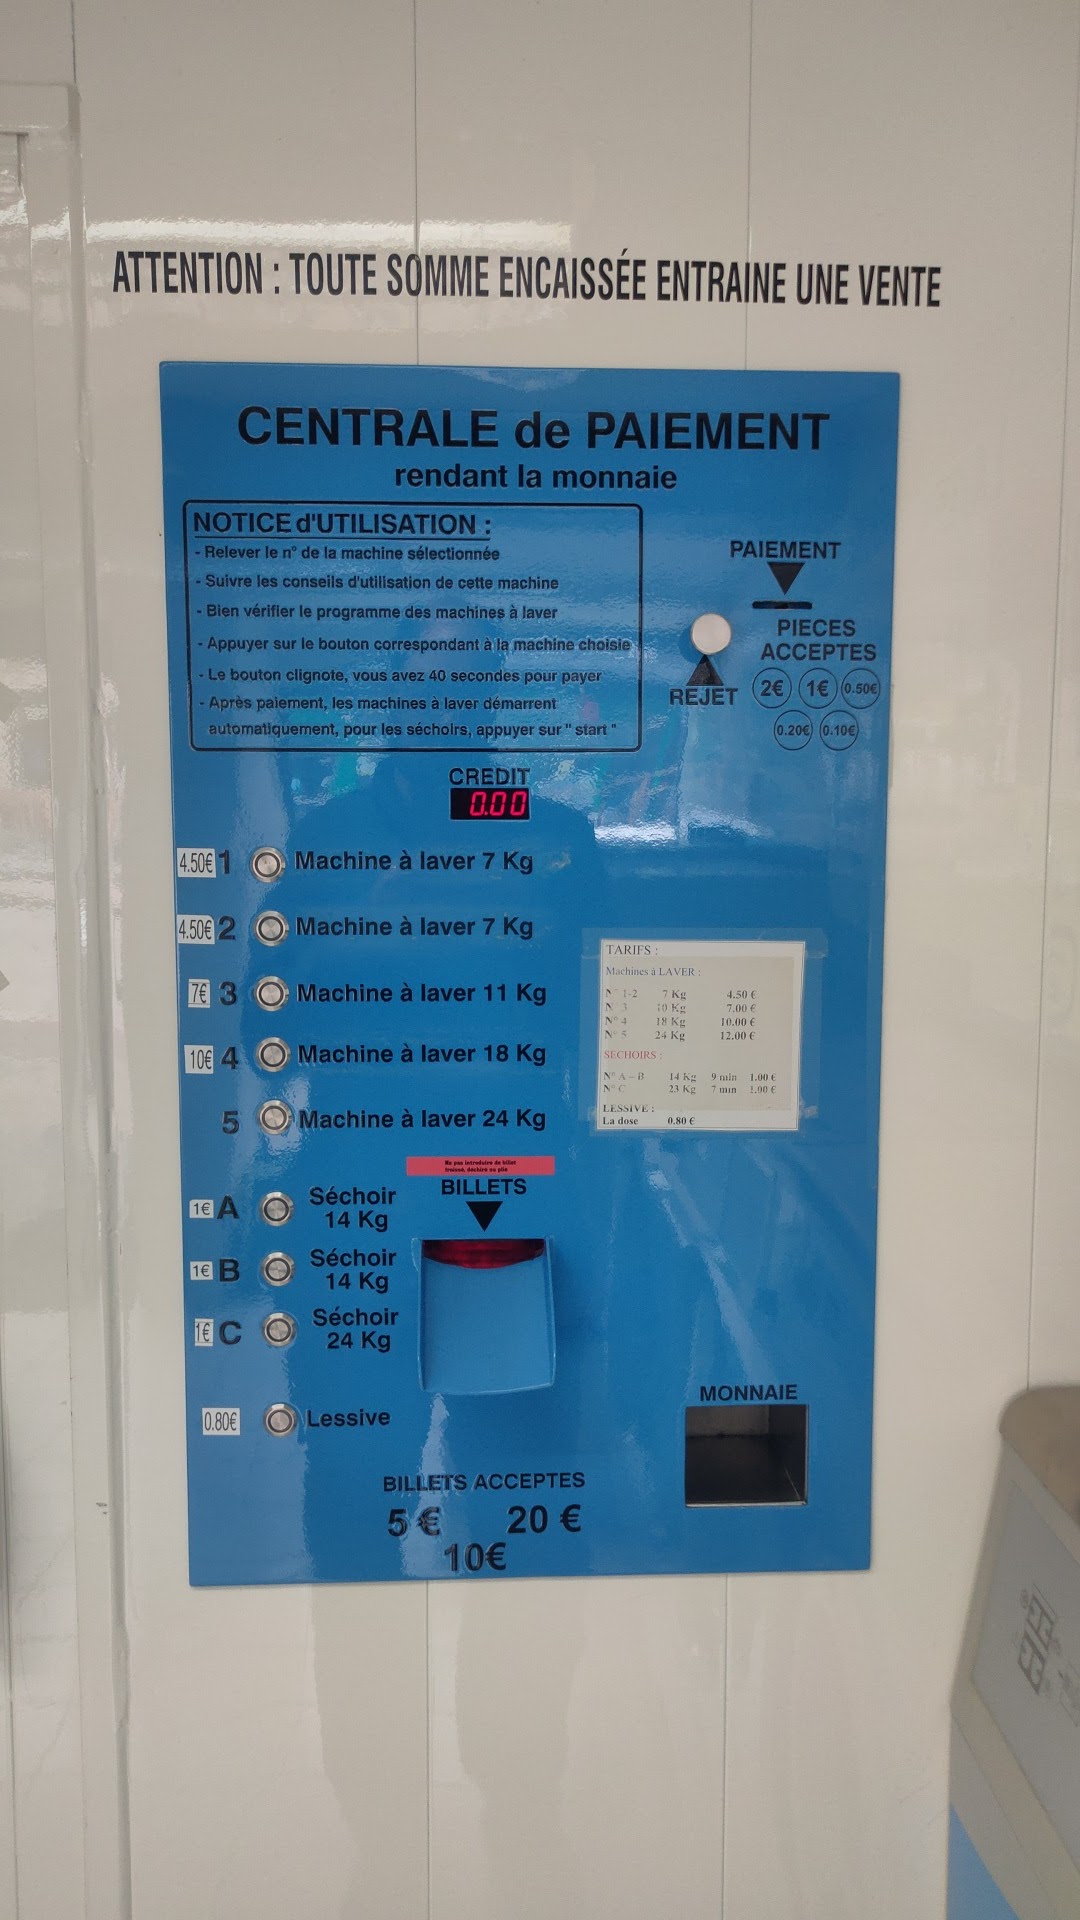 ATTENTION : TOUTE SOMME ENCAISSÉE ENTRAINE UNE VENTE
CENTRALE de PAIEMENT
rendant la monnaie
NOTICE d'UTILISATION :
- Relever le n° de la machine sélectionnée
- Suivre les conseils d'utilisation de cette machine
- Bien vérifier le programme des machines à laver
- Appuyer sur le bouton correspondant à la machine choisie
- Le bouton clignote, vous avez 40 secondes pour payer
- Après paiement, les machines à laver démarrent
automatiquement, pour les séchoirs, appuyer sur " start "
PAIEMENT
PIECES
ACCEPTES
REJET
2€ 1€ 0.50€
0.20€ 0.10€
CREDIT
0.00
4.50€ 1 Machine à laver 7 Kg
4.50€ 2 Machine à laver 7 Kg
7€ 3 Machine à laver 11 Kg
10€ 4 Machine à laver 18 Kg
5 Machine à laver 24 Kg
TARIFS :
Machines à LAVER :
N° 1-2 7 Kg 4.50 €
N° 3 10 Kg 7.00 €
N° 4 18 Kg 10.00 €
N° 5 24 Kg 12.00 €
SECHOIRS :
N° A – B 14 Kg 9 min 1.00 €
N° C 23 Kg 7 min 1.00 €
LESSIVE :
La dose 0.80 €
Ne pas introduire de billet
froissé, déchiré ou plié
BILLETS
1€ A Séchoir
14 Kg
1€ B Séchoir
14 Kg
1€ C Séchoir
24 Kg
0.80€ Lessive
MONNAIE
BILLETS ACCEPTES
5 € 20 €
10€